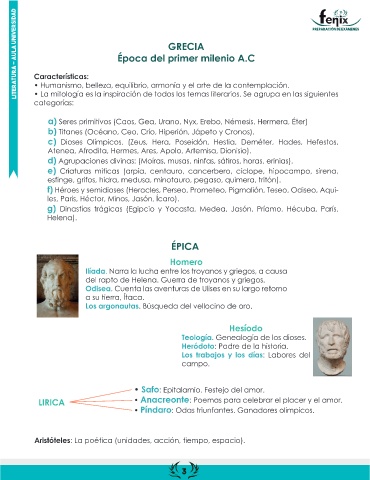 LITERATURA – AULA UNIVERSIDAD
fenix
PREPARACIÓN EXÁMENES
GRECIA
Época del primer milenio A.C
Características:
• Humanismo, belleza, equilibrio, armonía y el arte de la contemplación.
• La mitología es la inspiración de todos los temas literarios. Se agrupa en las siguientes
categorías:
a) Seres primitivos (Caos, Gea, Urano, Nyx, Erebo, Némesis, Hermera, Éter)
b) Titanes (Océano, Ceo, Crío, Hiperión, Jápeto y Cronos).
c) Dioses Olímpicos, (Zeus, Hera, Poseidón, Hestia, Deméter, Hades, Hefestos,
Atenea, Afrodita, Hermes, Ares, Apolo, Artemisa, Dionisio).
d) Agrupaciones divinas: (Moiras, musas, ninfas, sátiros, horas, erinias).
e) Criaturas míticas (arpía, centauro, cancerbero, cíclope, hipocampo, sirena,
esfinge, grifos, hidra, medusa, minotauro, pegaso, quimera, tritón).
f) Héroes y semidioses (Heracles, Perseo, Prometeo, Pigmalión, Teseo, Odiseo, Aqui-
les, Paris, Héctor, Minos, Jasón, Ícaro).
g) Dinastías trágicas (Egipcio y Yocasta, Medea, Jasón, Príamo, Hécuba, París,
Helena).
ÉPICA
Homero
Ilíada. Narra la lucha entre los troyanos y griegos, a causa
del rapto de Helena. Guerra de troyanos y griegos.
Odisea. Cuenta las aventuras de Ulises en su largo retorno
a su tierra, Ítaca.
Los argonautas. Búsqueda del vellocino de oro.
Hesíodo
Teología. Genealogía de los dioses.
Heródoto: Padre de la historia.
Los trabajos y los días: Labores del
campo.
LIRICA
• Safo: Epitalamio. Festejo del amor.
• Anacreonte: Poemas para celebrar el placer y el amor.
• Píndaro: Odas triunfantes. Ganadores olímpicos.
Aristóteles: La poética (unidades, acción, tiempo, espacio).
3